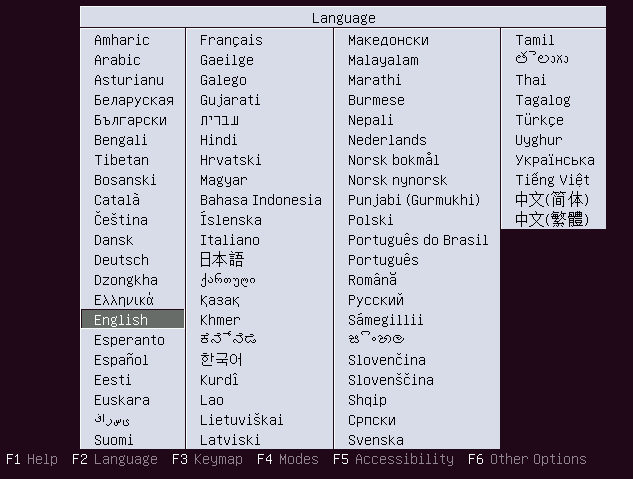 Language
Amharic
Arabic
Asturianu
Беларуская
Български
Bengali
Tibetan
Bosanski
Català
Čeština
Dansk
Deutsch
Dzongkha
Ελληνικά
English
Esperanto
Español
Eesti
Euskara
فارسی
Suomi
Français
Gaeilge
Galego
Gujarati
עברית
Hindi
Hrvatski
Magyar
Bahasa Indonesia
Íslenska
Italiano
日本語
ქართული
Қазақ
Khmer
ಕನ್ನಡ
한국어
Kurdî
Lao
Lietuviškai
Latviski
Македонски
Malayalam
Marathi
Burmese
Nepali
Nederlands
Norsk bokmål
Norsk nynorsk
Punjabi (Gurmukhi)
Polski
Português do Brasil
Português
Română
Русский
Sámegillii
සිංහල
Slovenčina
Slovenščina
Shqip
Српски
Svenska
Tamil
తెలుగు
Thai
Tagalog
Türkçe
Uyghur
Українська
Tiếng Việt
中文(简体)
中文(繁體)
F1 Help F2 Language F3 Keymap F4 Modes F5 Accessibility F6 Other Options